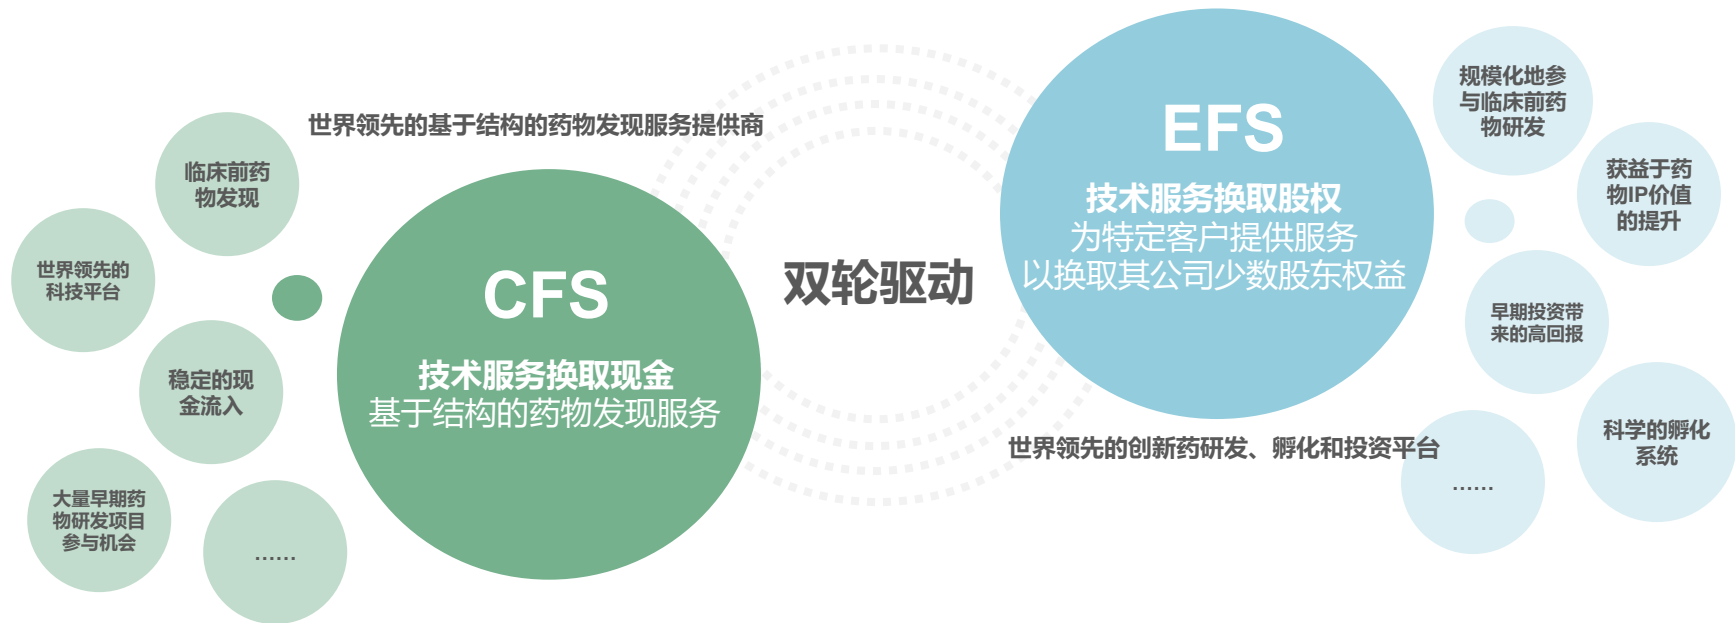 世界领先的基于结构的药物发现服务提供商
临床前药
物发现
世界领先的
科技平台
稳定的现
金流入
大量早期药
物研发项目
参与机会
……
CFS
技术服务换取现金
基于结构的药物发现服务
双轮驱动
EFS
技术服务换取股权
为特定客户提供服务
以换取其公司少数股东权益
世界领先的创新药研发、孵化和投资平台
规模化地参
与临床前药
物研发
获益于药
物IP价值
的提升
早期投资带
来的高回报
科学的孵化
系统
……